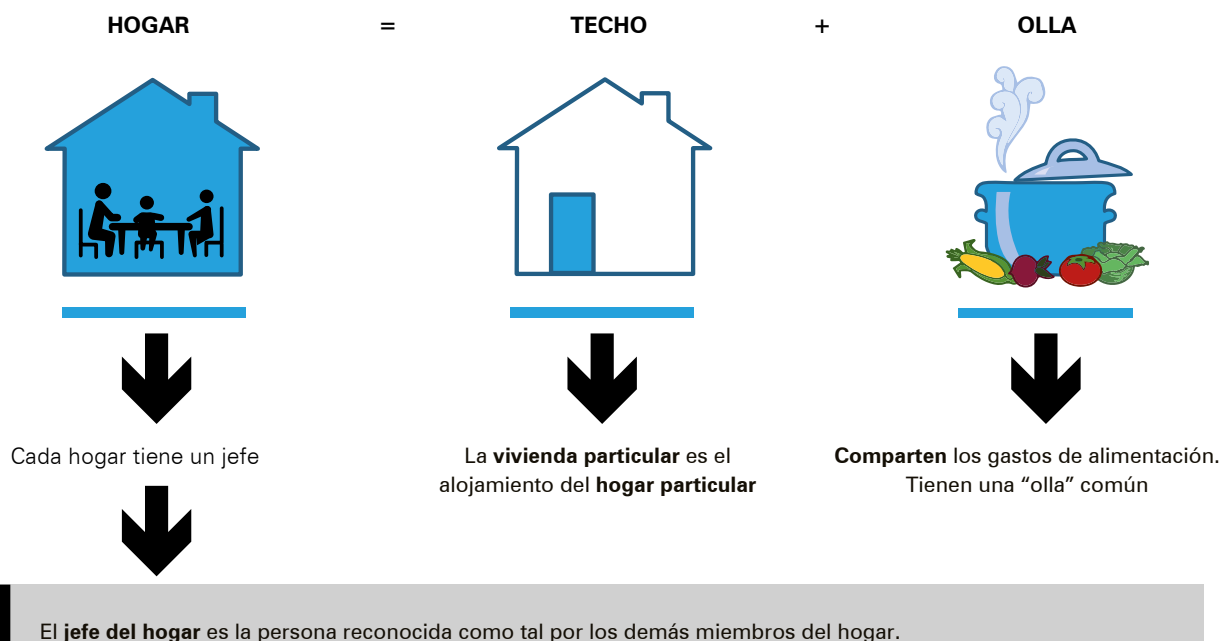 HOGAR = TECHO + OLLA
Cada hogar tiene un jefe
La vivienda particular es el
alojamiento del hogar particular
Comparten los gastos de alimentación.
Tienen una “olla” común
El jefe del hogar es la persona reconocida como tal por los demás miembros del hogar.